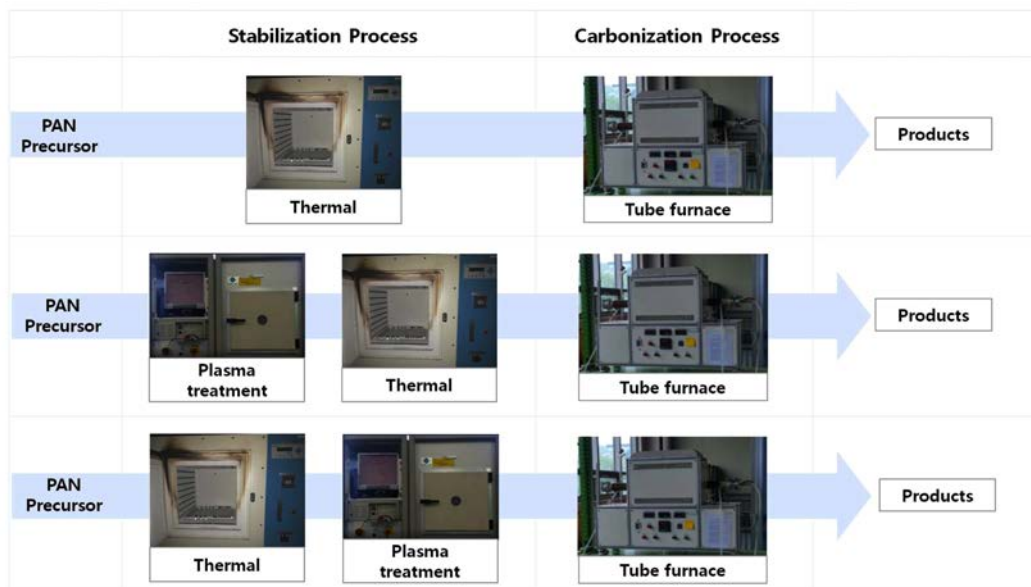 Stabilization Process
Carbonization Process
PAN
Precursor
Thermal
Tube furnace
Products
PAN
Precursor
Plasma
treatment
Thermal
Tube furnace
Products
PAN
Precursor
Thermal
Plasma
treatment
Tube furnace
Products